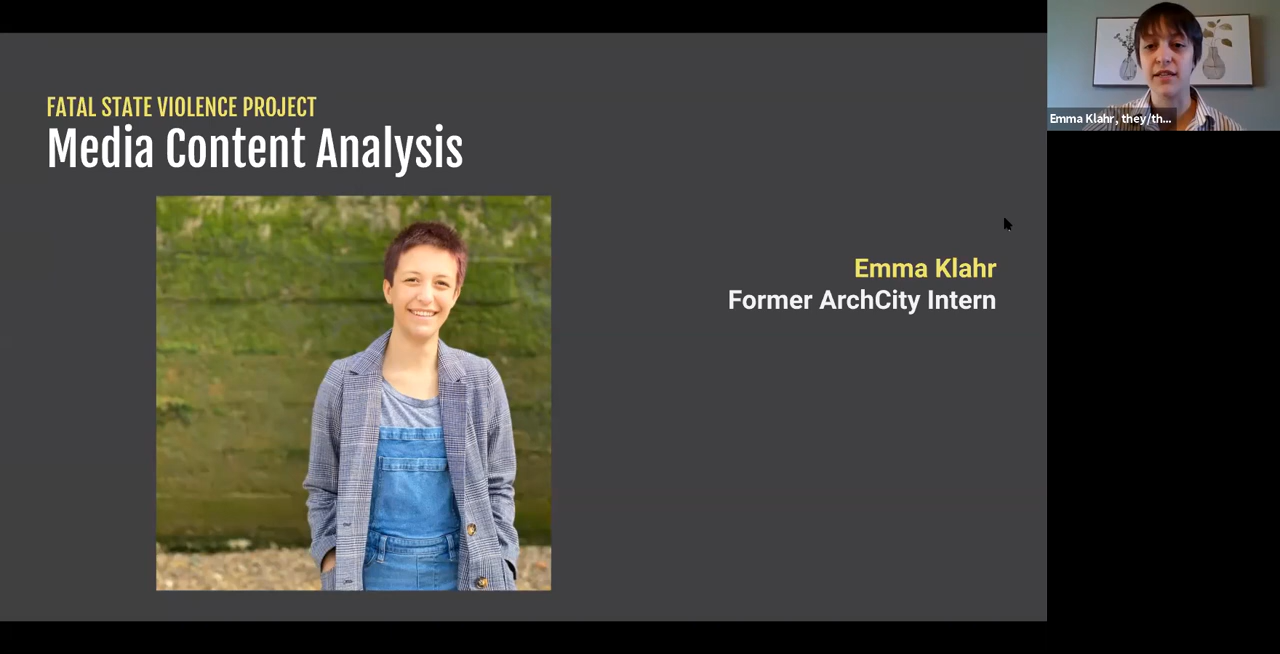 FATAL STATE VIOLENCE PROJECT
Media Content Analysis
Emma Klahr
Former ArchCity Intern
Emma Klahr, they/th...